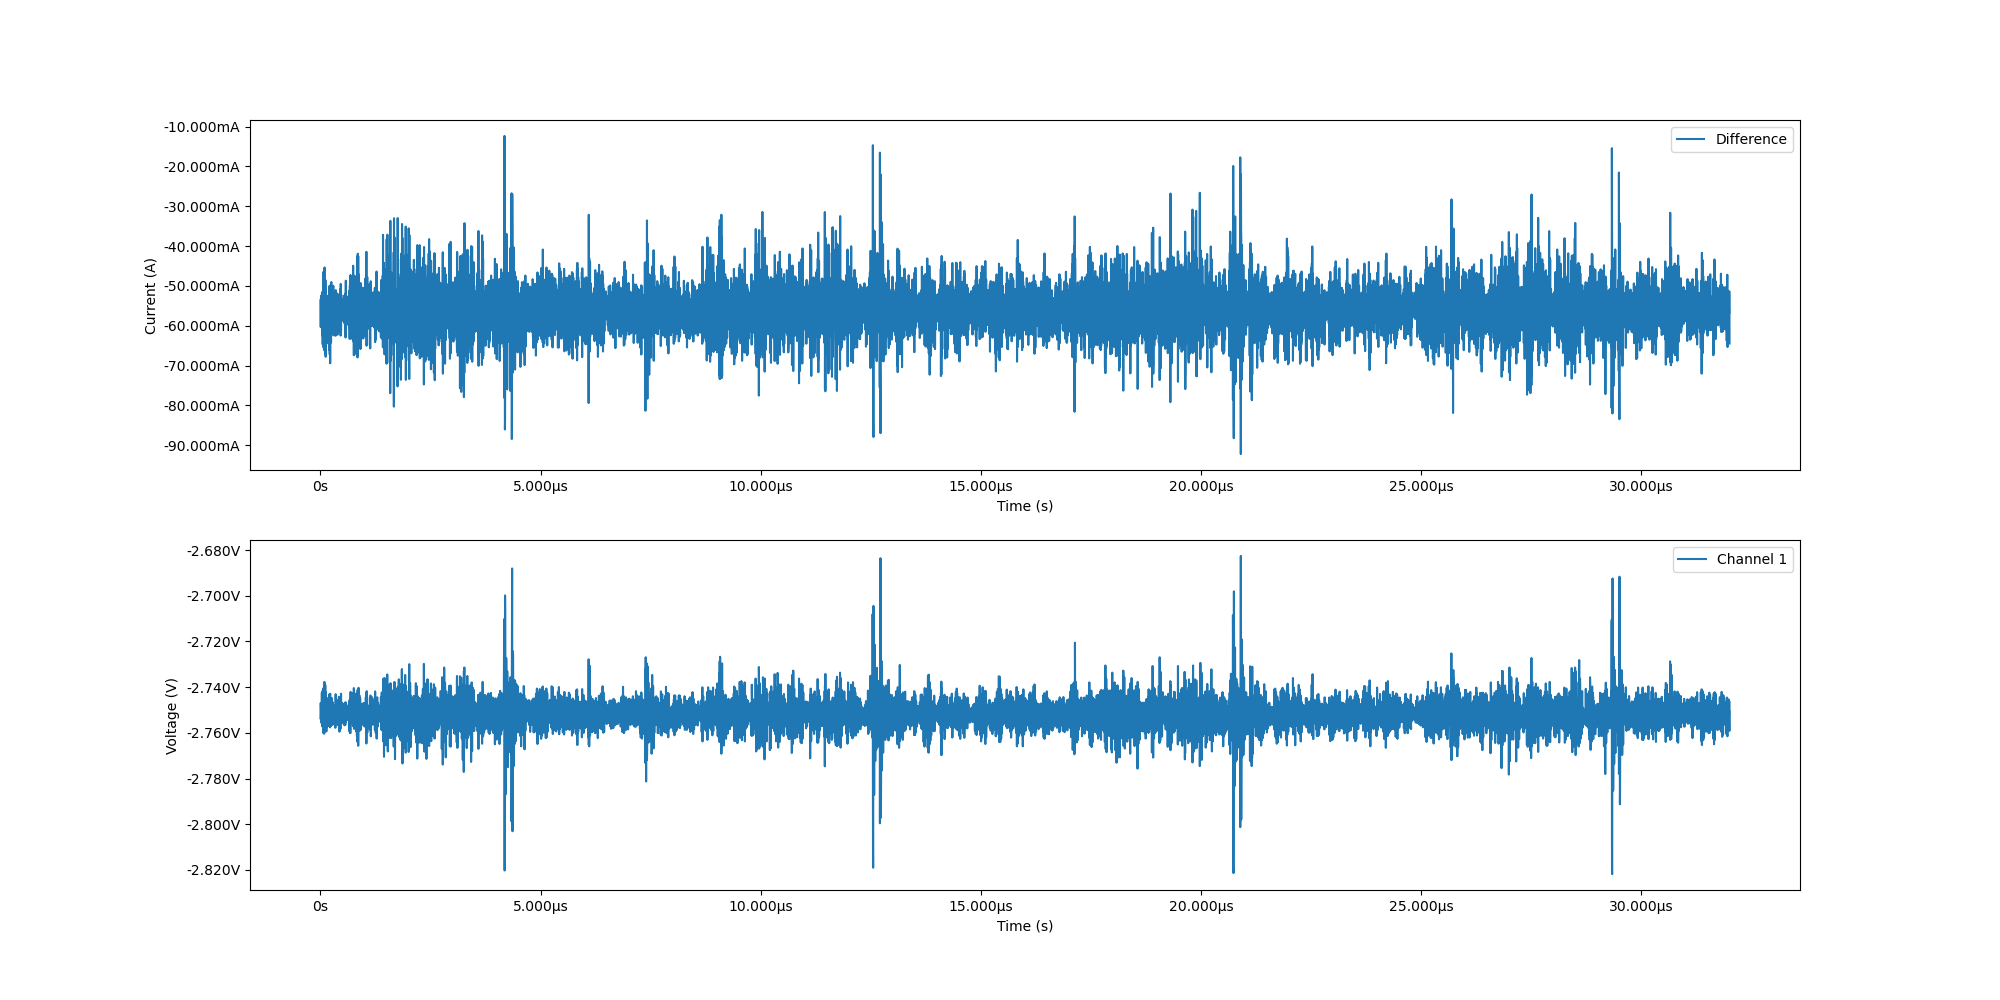 -10.000mA
-20.000mA
-30.000mA
-40.000mA
-50.000mA
-60.000mA
-70.000mA
-80.000mA
-90.000mA
Current (A)
Difference
0s 5.000µs 10.000µs 15.000µs 20.000µs 25.000µs 30.000µs
Time (s)
-2.680V
-2.700V
-2.720V
-2.740V
-2.760V
-2.780V
-2.800V
-2.820V
Voltage (V)
Channel 1
0s 5.000µs 10.000µs 15.000µs 20.000µs 25.000µs 30.000µs
Time (s)